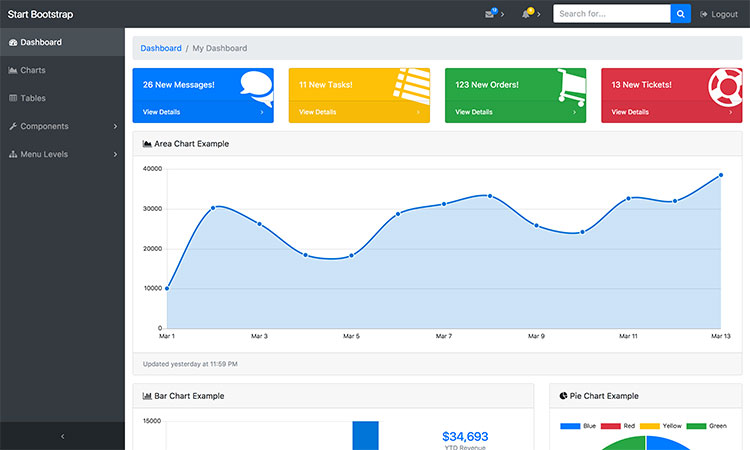 Start Bootstrap
12
6
Search for...
Logout
Dashboard
Charts
Tables
Components
Menu Levels
Dashboard / My Dashboard
26 New Messages!
View Details
11 New Tasks!
View Details
123 New Orders!
View Details
13 New Tickets!
View Details
Area Chart Example
40000
30000
20000
10000
0
Mar 1
Mar 3
Mar 5
Mar 7
Mar 9
Mar 11
Mar 13
Updated yesterday at 11:59 PM
Bar Chart Example
15000
$34,693
YTD Revenue
Pie Chart Example
Blue
Red
Yellow
Green